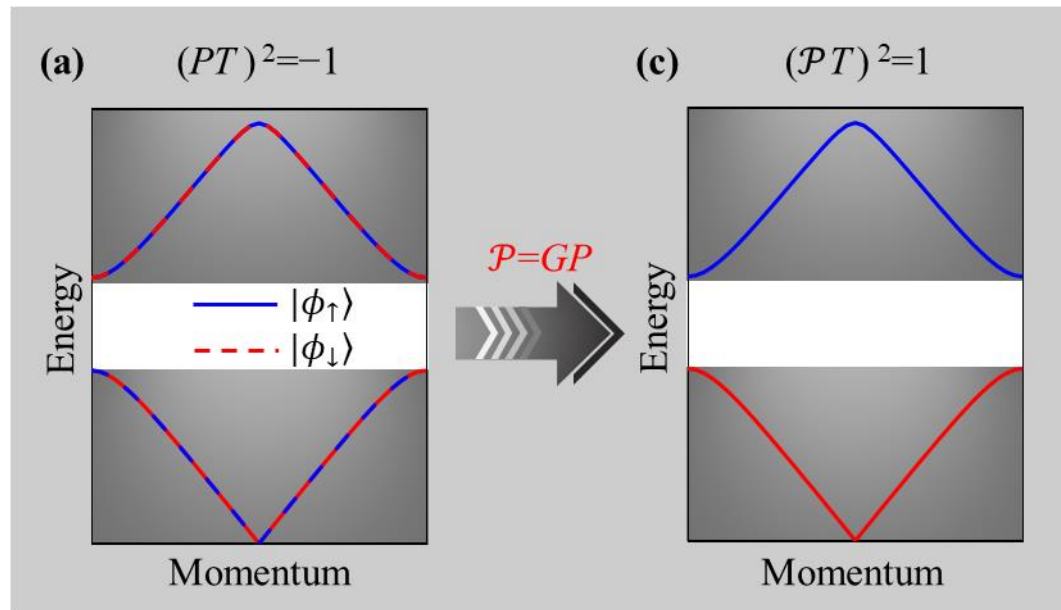 (a) (PT)²=−1
Energy
|ϕ↑⟩
|ϕ↓⟩
Momentum
𝒫=GP
(c) (𝒫T)²=1
Energy
Momentum